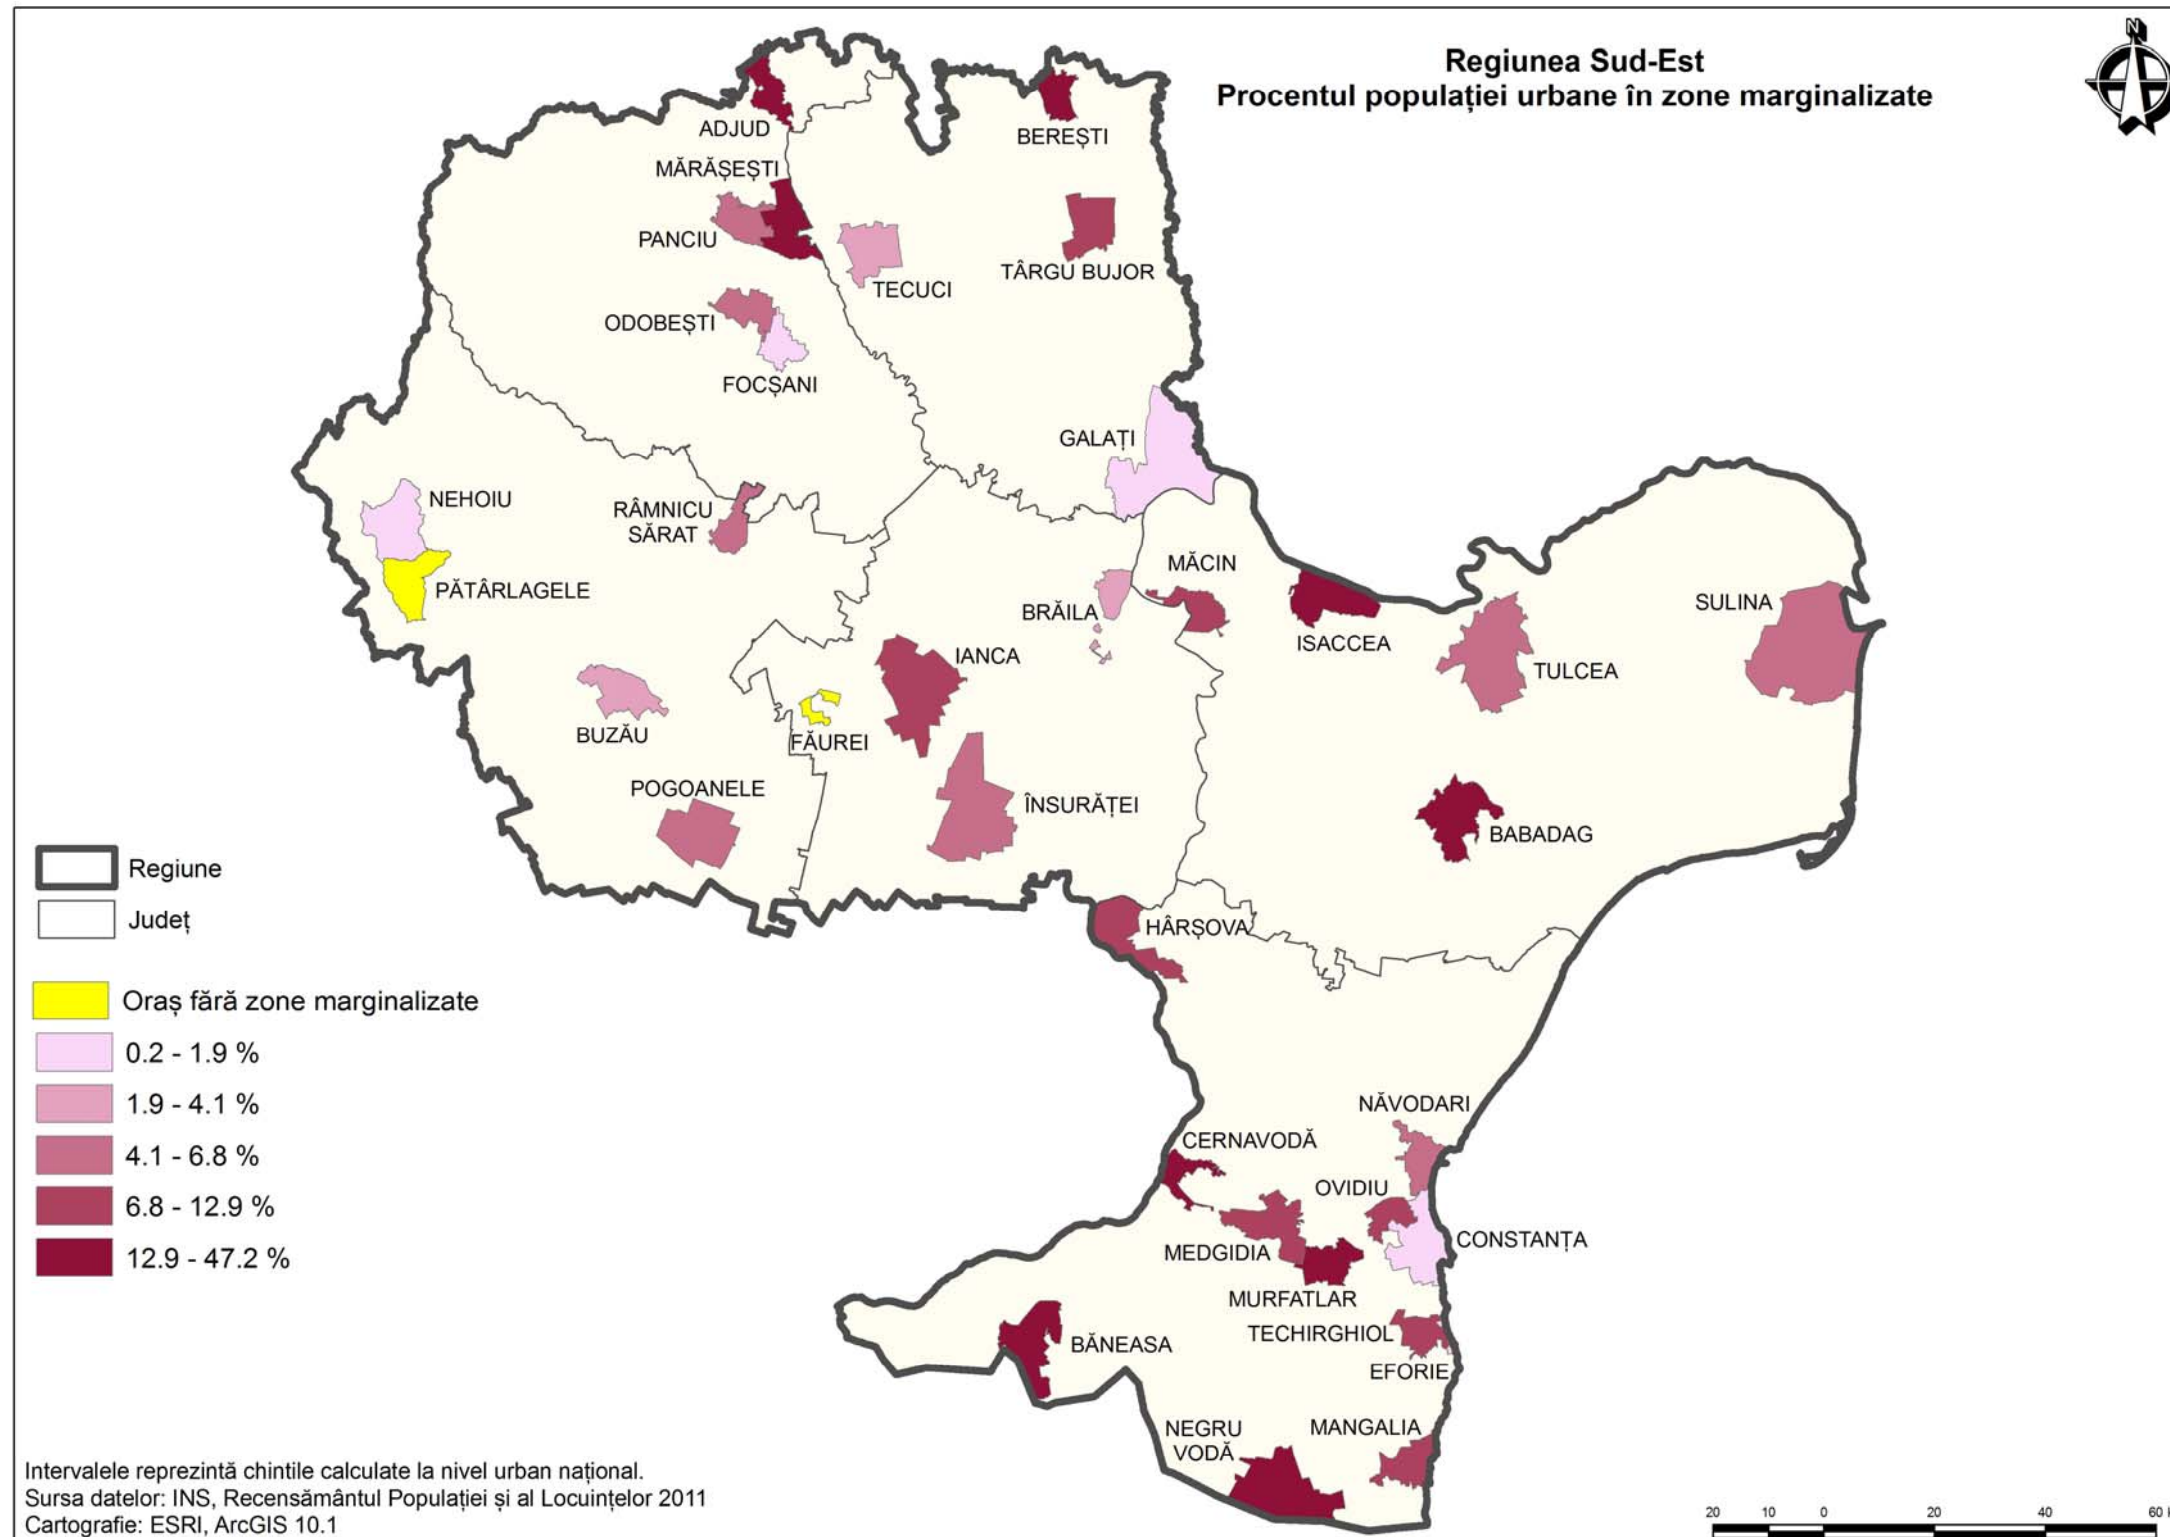 N
Regiunea Sud-Est
Procentul populației urbane în zone marginalizate
ADJUD
BEREȘTI
MĂRĂȘEȘTI
PANCIU
TECUCI
TÂRGU BUJOR
ODOBEȘTI
FOCȘANI
GALAȚI
NEHOIU
RÂMNICU
SĂRAT
PĂTÂRLAGELE
MĂCIN
BRĂILA
ISACCEA
SULINA
TULCEA
IANCA
BUZĂU
FĂUREI
POGOANELE
ÎNSURĂȚEI
BABADAG
HÂRȘOVA
NĂVODARI
CERNAVODĂ
OVIDIU
CONSTANȚA
MEDGIDIA
MURFATLAR
TECHIRGHIOL
BĂNEASA
EFORIE
NEGRU
VODĂ
MANGALIA
Regiune
Județ
Oraș fără zone marginalizate
0.2 - 1.9 %
1.9 - 4.1 %
4.1 - 6.8 %
6.8 - 12.9 %
12.9 - 47.2 %
Intervalele reprezintă chintile calculate la nivel urban național.
Sursa datelor: INS, Recensământul Populației și al Locuințelor 2011
Cartografie: ESRI, ArcGIS 10.1
20 10 0 20 40 60